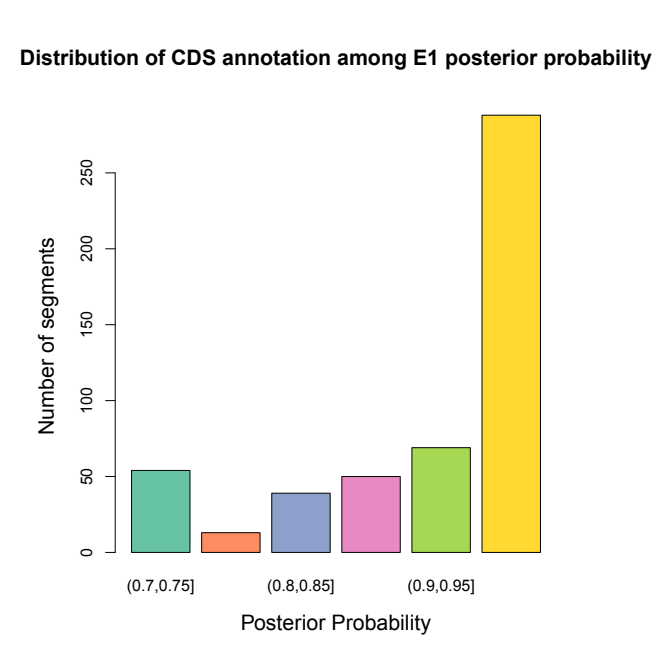 Distribution of CDS annotation among E1 posterior probability
Number of segments
250
200
150
100
50
0
(0.7,0.75] (0.8,0.85] (0.9,0.95]
Posterior Probability